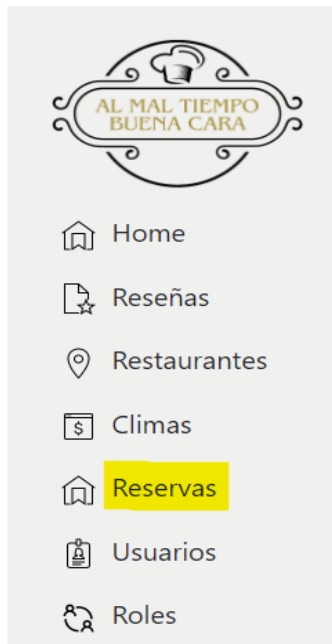 AL MAL TIEMPO
BUENA CARA
Home
Reseñas
Restaurantes
Climas
$
Reservas
Usuarios
Roles